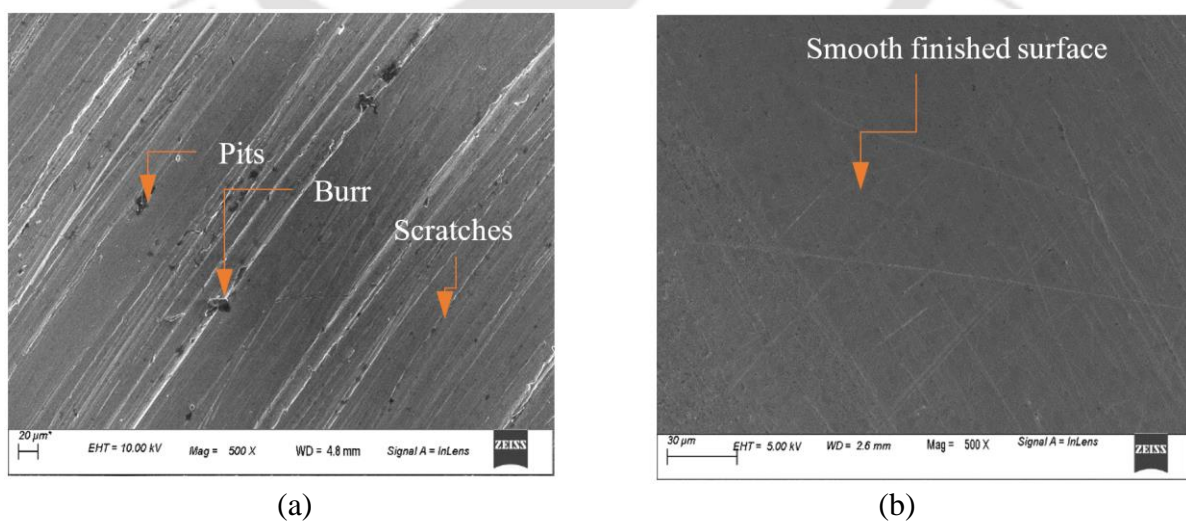 Pits
Burr
Scratches
20 µm*
EHT = 10.00 kV
Mag = 500 X
WD = 4.8 mm
Signal A = InLens
ZEISS
(a)
Smooth finished surface
30 µm
EHT = 5.00 kV
WD = 2.6 mm
Mag = 500 X
Signal A = InLens
ZEISS
(b)